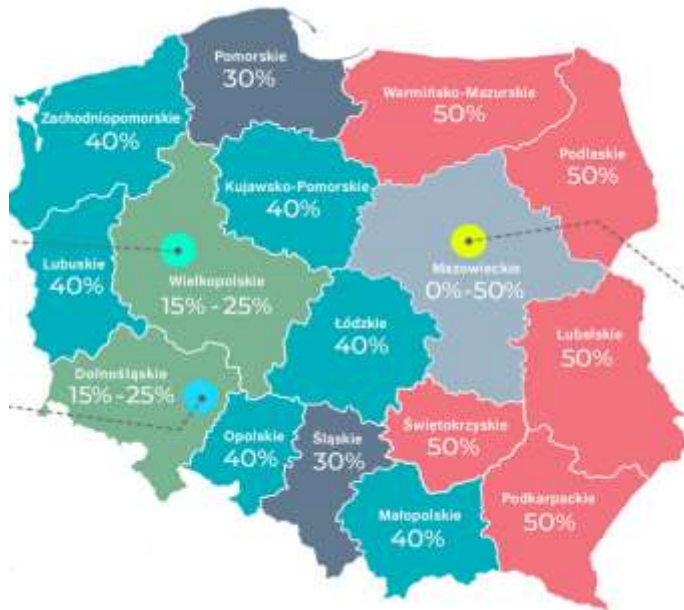 Pomorskie
30%
Warmińsko-Mazurskie
50%
Zachodniopomorskie
40%
Podlaskie
50%
Kujawsko-Pomorskie
40%
Lubuskie
40%
Wielkopolskie
15% - 25%
Mazowieckie
0%-50%
Łódzkie
40%
Lubelskie
50%
Dolnośląskie
15% -25%
Opolskie
40%
Śląskie
30%
Świętokrzyskie
50%
Małopolskie
40%
Podkarpackie
50%